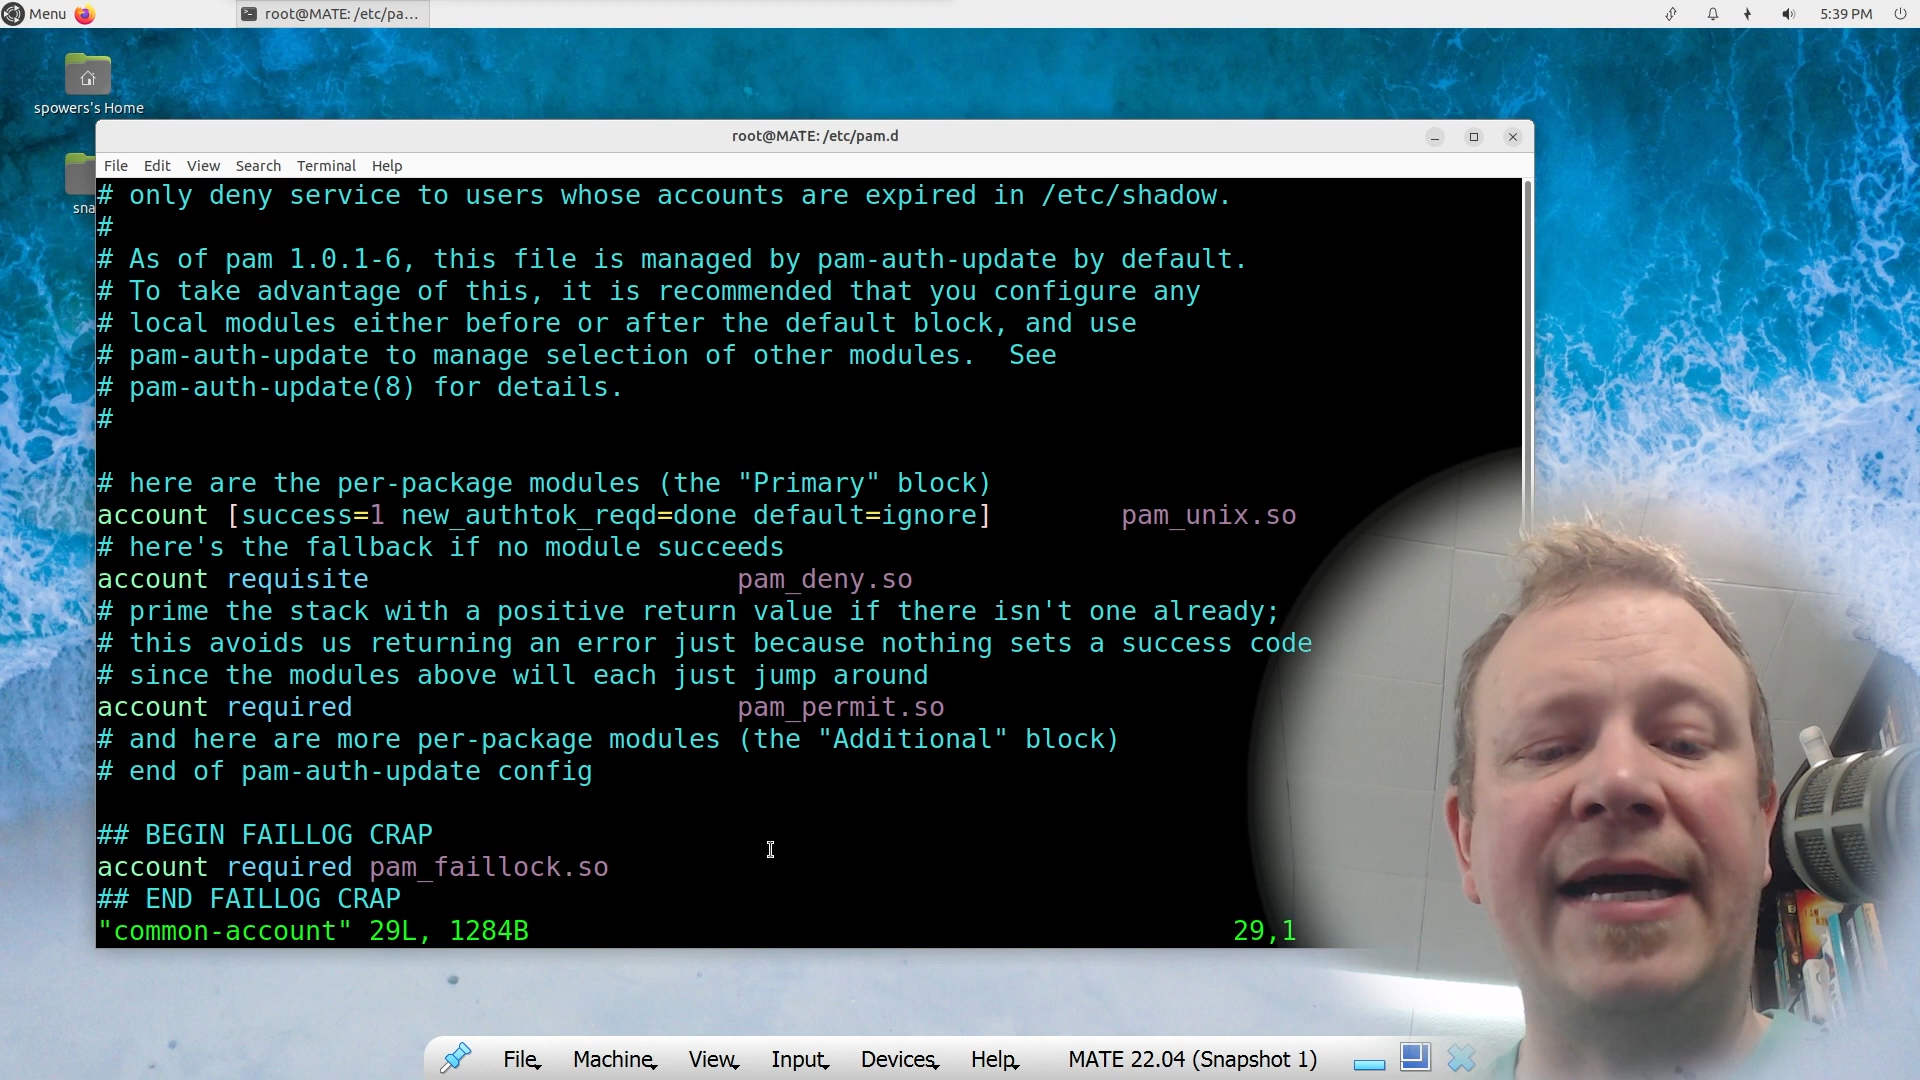 Menu
root@MATE: /etc/pa...
5:39 PM
spowers's Home
sna
root@MATE: /etc/pam.d
File Edit View Search Terminal Help
# only deny service to users whose accounts are expired in /etc/shadow.
#
# As of pam 1.0.1-6, this file is managed by pam-auth-update by default.
# To take advantage of this, it is recommended that you configure any
# local modules either before or after the default block, and use
# pam-auth-update to manage selection of other modules.  See
# pam-auth-update(8) for details.
#
# here are the per-package modules (the "Primary" block)
account [success=1 new_authtok_reqd=done default=ignore]        pam_unix.so
# here's the fallback if no module succeeds
account requisite                       pam_deny.so
# prime the stack with a positive return value if there isn't one already;
# this avoids us returning an error just because nothing sets a success code
# since the modules above will each just jump around
account required                        pam_permit.so
# and here are more per-package modules (the "Additional" block)
# end of pam-auth-update config
## BEGIN FAILLOG CRAP
account required pam_faillock.so
## END FAILLOG CRAP
"common-account" 29L, 1284B 29,1
File Machine View Input Devices Help MATE 22.04 (Snapshot 1)